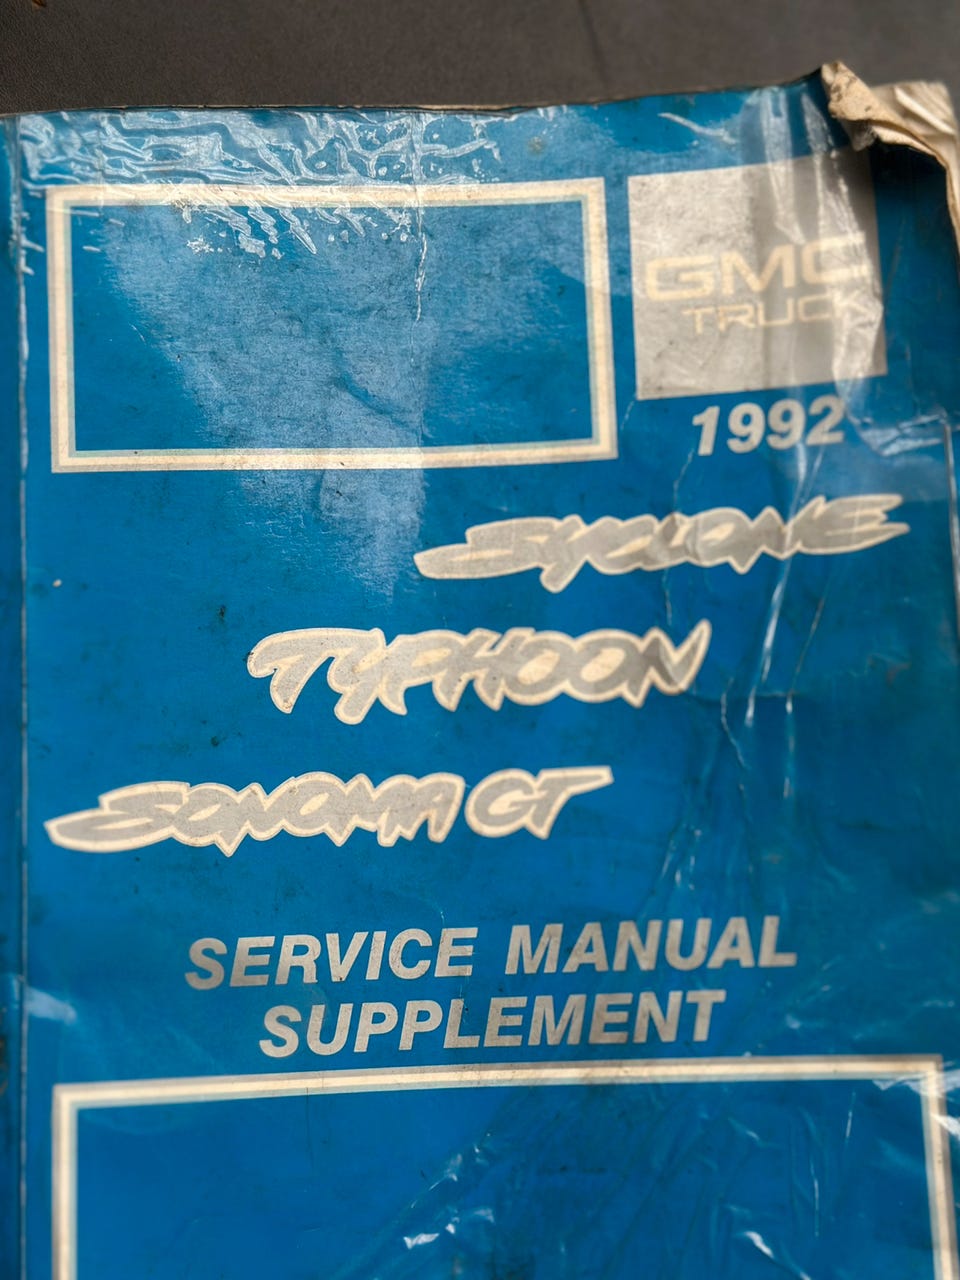 GMC
TRUCK
1992
SYCLONE
TYPHOON
SONOMA GT
SERVICE MANUAL
SUPPLEMENT